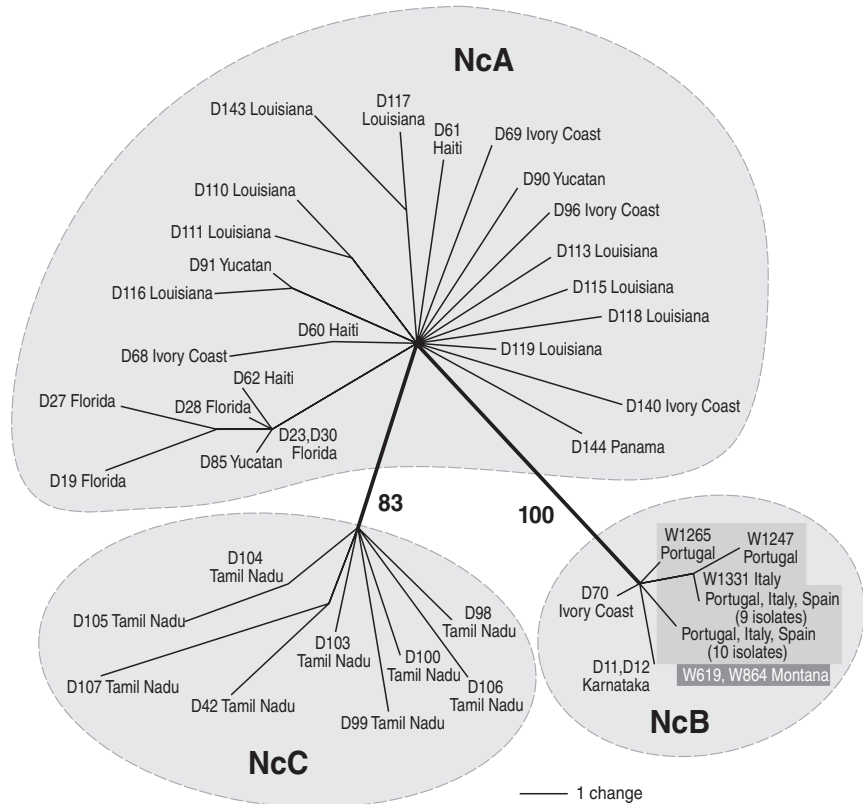 NcA
D143 Louisiana
D117
Louisiana
D61
Haiti
D69 Ivory Coast
D90 Yucatan
D110 Louisiana
D96 Ivory Coast
D111 Louisiana
D113 Louisiana
D91 Yucatan
D116 Louisiana
D115 Louisiana
D118 Louisiana
D60 Haiti
D119 Louisiana
D68 Ivory Coast
D62 Haiti
D27 Florida
D28 Florida
D140 Ivory Coast
D23,D30
Florida
D144 Panama
D85 Yucatan
D19 Florida
83
100
D104
Tamil Nadu
D105 Tamil Nadu
D98
Tamil Nadu
D103
Tamil Nadu
D100
Tamil Nadu
D107 Tamil Nadu
D106
Tamil Nadu
D42 Tamil Nadu
D99 Tamil Nadu
NcC
W1265
Portugal
W1247
Portugal
W1331 Italy
D70
Ivory Coast
Portugal, Italy, Spain
(9 isolates)
Portugal, Italy, Spain
(10 isolates)
D11,D12
Karnataka
W619, W864 Montana
NcB
1 change